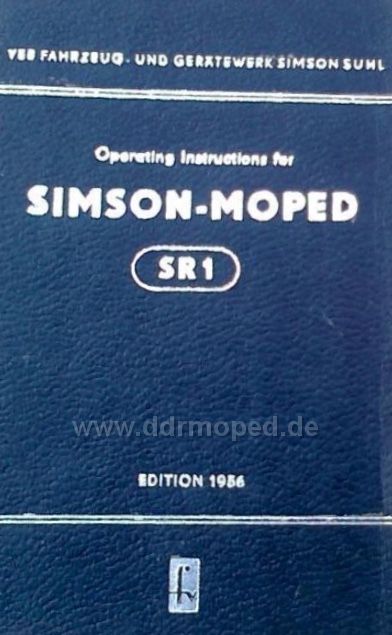 VEB FAHRZEUG- UND GERÄTEWERK SIMSON SUHL
Operating Instructions for
SIMSON-MOPED
SR1
www.ddrmoped.de
EDITION 1956